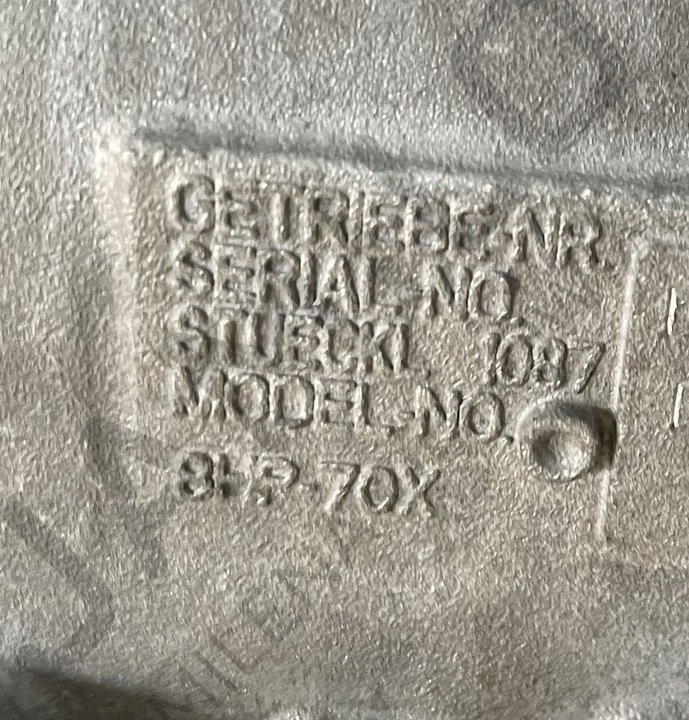 GETRIEBE-NR.
SERIAL-NO.
STUECKL. 1087
MODEL-NO.
8HP-70X